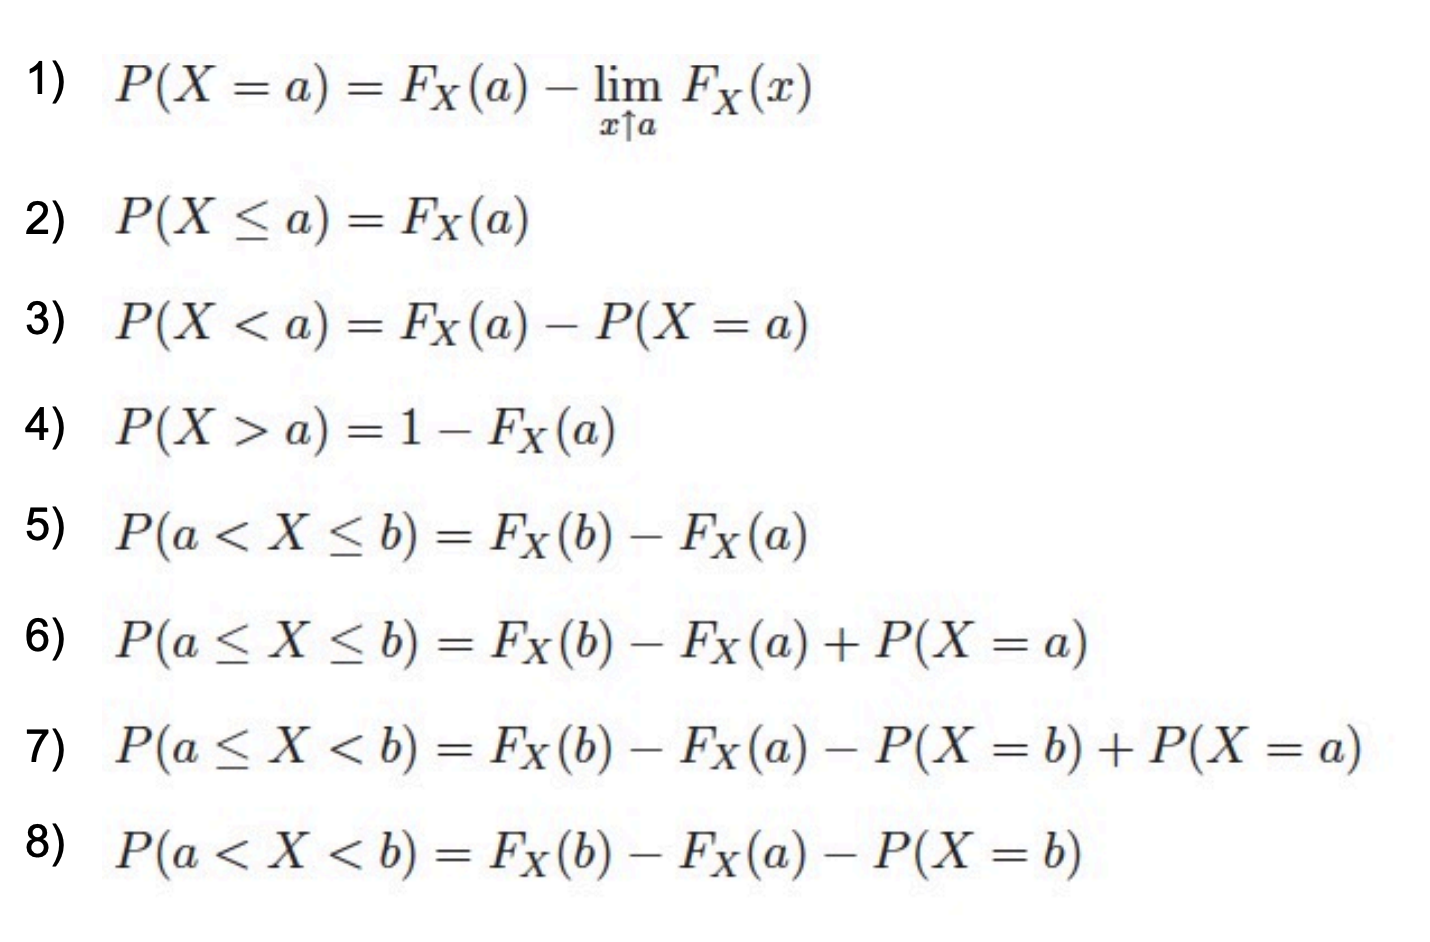 1) P(X = a) = F_X(a) − lim_{x↑a} F_X(x)
2) P(X ≤ a) = F_X(a)
3) P(X < a) = F_X(a) − P(X = a)
4) P(X > a) = 1 − F_X(a)
5) P(a < X ≤ b) = F_X(b) − F_X(a)
6) P(a ≤ X ≤ b) = F_X(b) − F_X(a) + P(X = a)
7) P(a ≤ X < b) = F_X(b) − F_X(a) − P(X = b) + P(X = a)
8) P(a < X < b) = F_X(b) − F_X(a) − P(X = b)